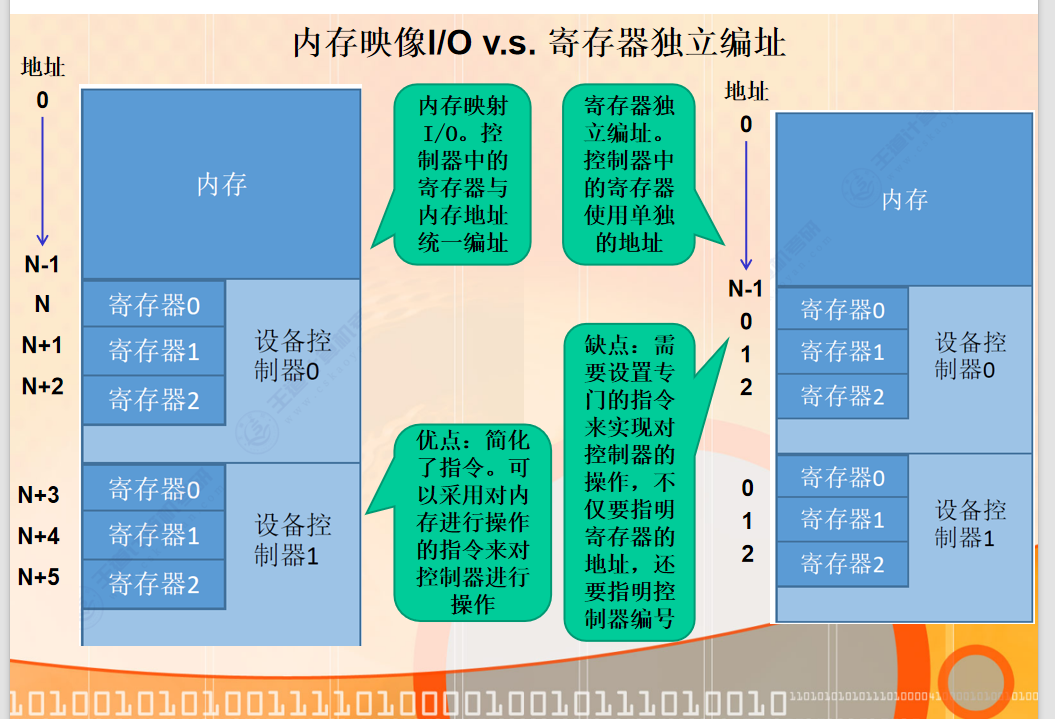 内存映像I/O v.s. 寄存器独立编址
地址
0
N-1
N
N+1
N+2
N+3
N+4
N+5
内存
寄存器0
寄存器1
寄存器2
设备控
制器0
寄存器0
寄存器1
寄存器2
设备控
制器1
内存映射
I/O。控
制器中的
寄存器与
内存地址
统一编址
优点：简化
了指令。可
以采用对内
存进行操作
的指令来对
控制器进行
操作
寄存器独
立编址。
控制器中
的寄存器
使用单独
的地址
缺点：需
要设置专
门的指令
来实现对
控制器的
操作，不
仅要指明
寄存器的
地址，还
要指明控
制器编号
地址
0
N-1
0
1
2
0
1
2
内存
寄存器0
寄存器1
寄存器2
设备控
制器0
寄存器0
寄存器1
寄存器2
设备控
制器1